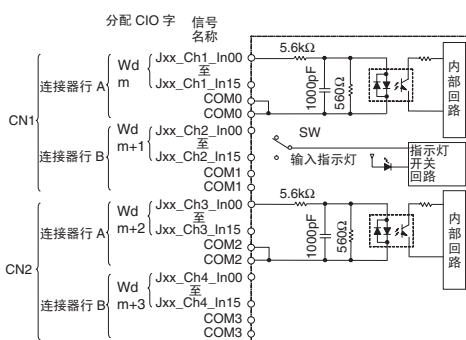 分配 CIO 字 信号名称
CN1
连接器行 A
Wd m
Jxx_Ch1_In00
至
Jxx_Ch1_In15
COM0
COM0
连接器行 B
Wd m+1
Jxx_Ch2_In00
至
Jxx_Ch2_In15
COM1
COM1
CN2
连接器行 A
Wd m+2
Jxx_Ch3_In00
至
Jxx_Ch3_In15
COM2
COM2
连接器行 B
Wd m+3
Jxx_Ch4_In00
至
Jxx_Ch4_In15
COM3
COM3
5.6kΩ
1000pF
560Ω
内部回路
SW
输入指示灯
指示灯
开关
回路
5.6kΩ
1000pF
560Ω
内部回路